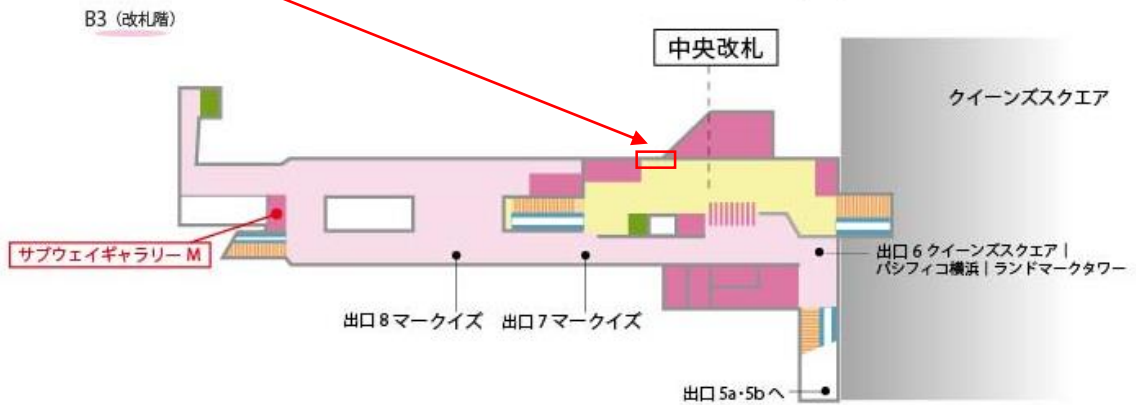 B3（改札階）
中央改札
クイーンズスクエア
サブウェイギャラリー M
出口 6 クイーンズスクエア｜
パシフィコ横浜｜ランドマークタワー
出口 8 マークイズ
出口 7 マークイズ
出口 5a・5b へ